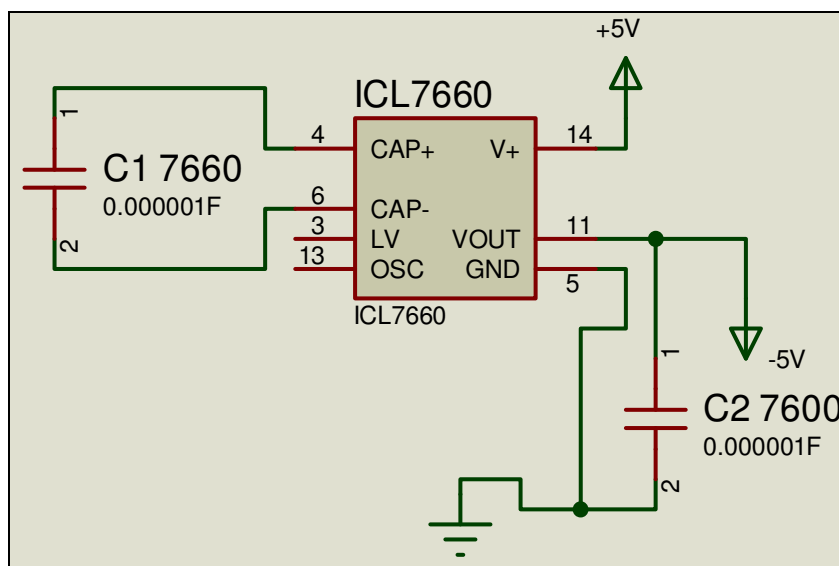 +5V
ICL7660
1
C1 7660
0.000001F
2
4
CAP+
V+
14
6
CAP-
3
LV
VOUT
11
13
OSC
GND
5
ICL7660
-5V
1
C2 7600
0.000001F
2